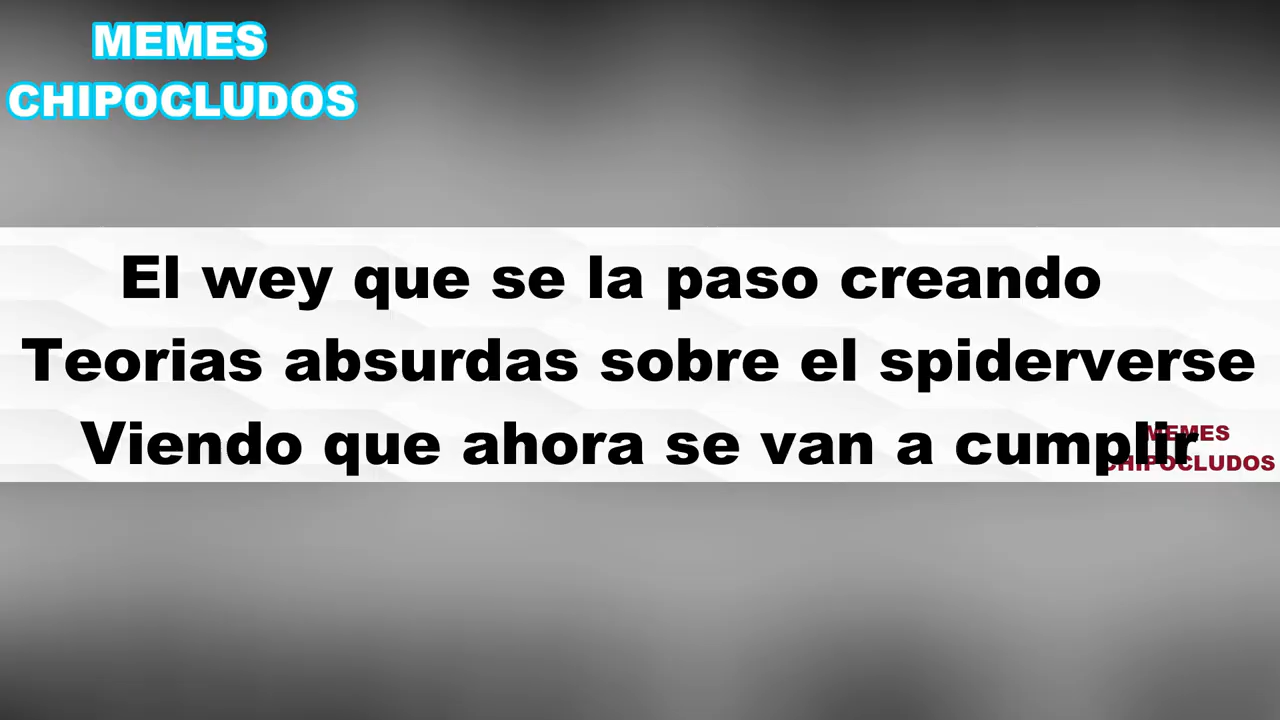 MEMES
CHIPOCLUDOS
El wey que se la paso creando
Teorias absurdas sobre el spiderverse
Viendo que ahora se van a cumplir
MEMES
CHIPOCLUDOS